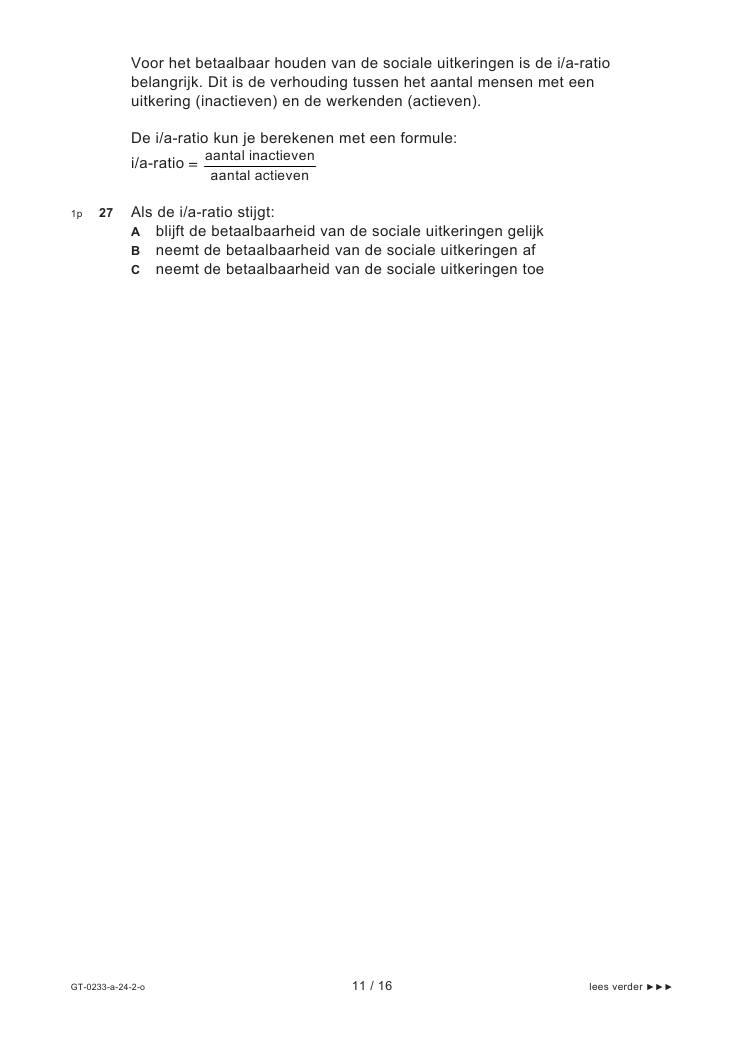 Voor het betaalbaar houden van de sociale uitkeringen is de i/a-ratio
belangrijk. Dit is de verhouding tussen het aantal mensen met een
uitkering (inactieven) en de werkenden (actieven).
De i/a-ratio kun je berekenen met een formule:
i/a-ratio = aantal inactieven
aantal actieven
1p 27 Als de i/a-ratio stijgt:
A blijft de betaalbaarheid van de sociale uitkeringen gelijk
B neemt de betaalbaarheid van de sociale uitkeringen af
C neemt de betaalbaarheid van de sociale uitkeringen toe
GT-0233-a-24-2-o 11 / 16 lees verder ►►►